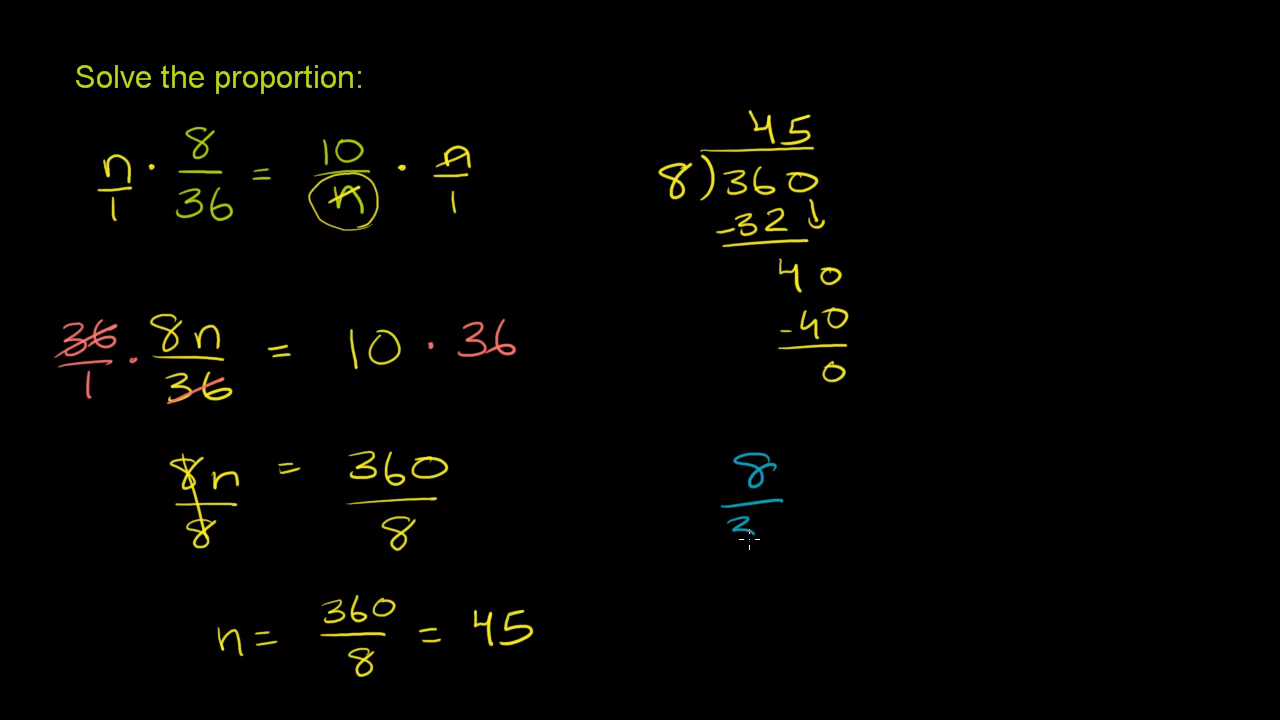 Solve the proportion:
n/1 · 8/36 = 10/n · n/1
36/1 · 8n/36 = 10 · 36
8n/8 = 360/8
n = 360/8 = 45
45
8)360
-32↓
40
-40
0
8/3